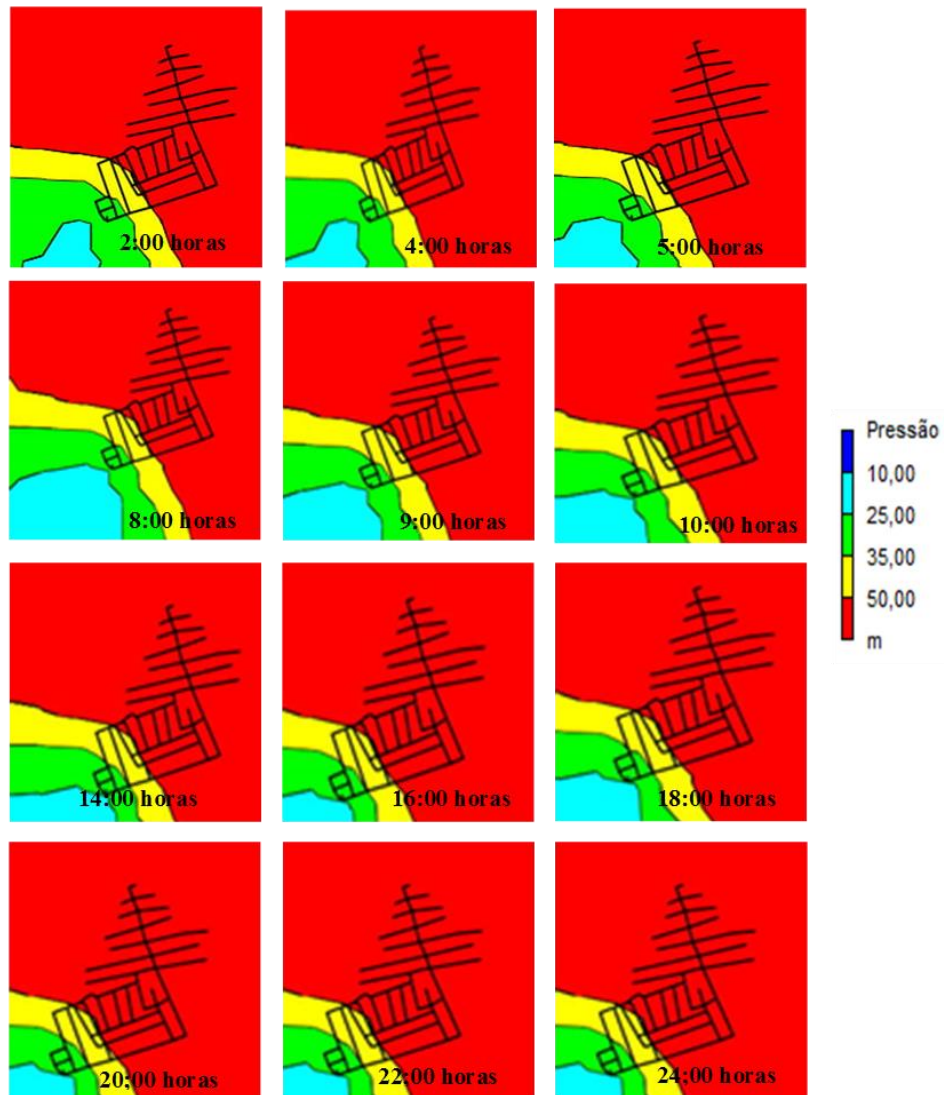 2:00 horas
4:00 horas
5:00 horas
8:00 horas
9:00 horas
10:00 horas
Pressão
10,00
25,00
35,00
50,00
m
14:00 horas
16:00 horas
18:00 horas
20;00 horas
22:00 horas
24:00 horas